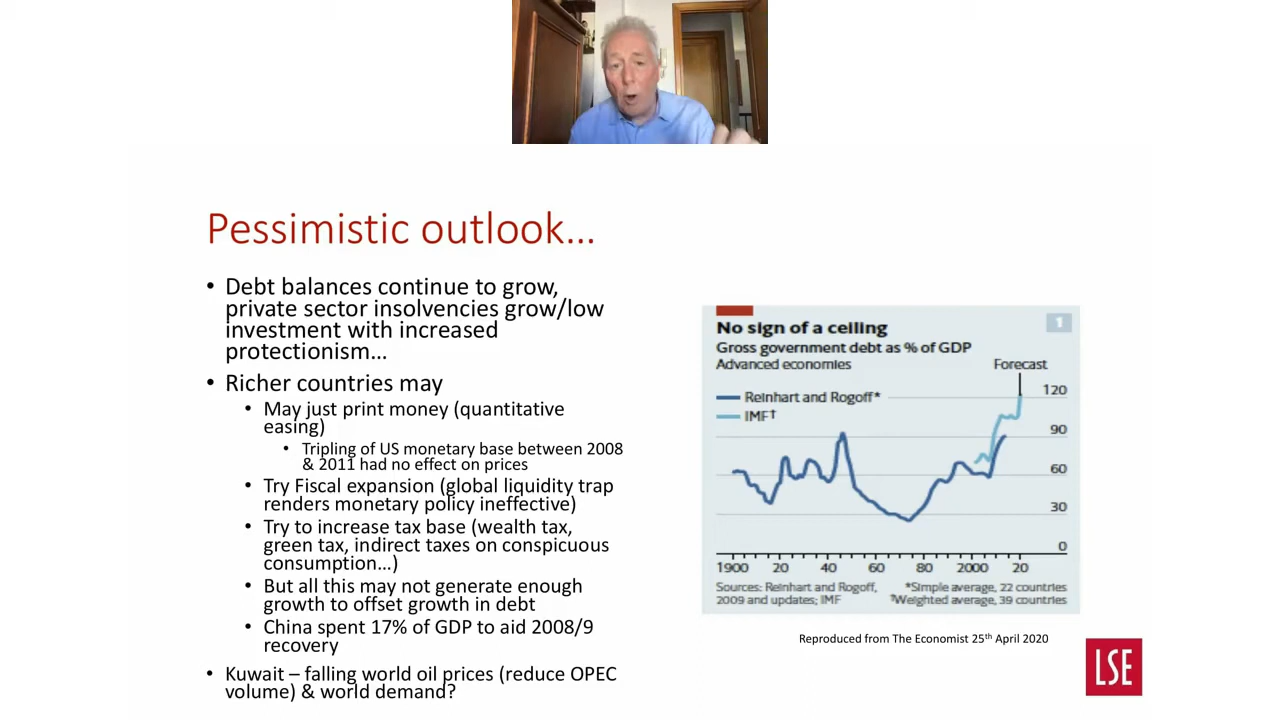 Pessimistic outlook...
• Debt balances continue to grow,
private sector insolvencies grow/low
investment with increased
protectionism...
• Richer countries may
• May just print money (quantitative
easing)
• Tripling of US monetary base between 2008
& 2011 had no effect on prices
• Try Fiscal expansion (global liquidity trap
renders monetary policy ineffective)
• Try to increase tax base (wealth tax,
green tax, indirect taxes on conspicuous
consumption...)
• But all this may not generate enough
growth to offset growth in debt
• China spent 17% of GDP to aid 2008/9
recovery
• Kuwait – falling world oil prices (reduce OPEC
volume) & world demand?
No sign of a ceiling
1
Gross government debt as % of GDP
Advanced economies
Forecast
Reinhart and Rogoff*
IMF†
120
90
60
30
0
1900 20 40 60 80 2000 20
Sources: Reinhart and Rogoff,
2009 and updates; IMF
*Simple average, 22 countries
†Weighted average, 39 countries
Reproduced from The Economist 25th April 2020
LSE